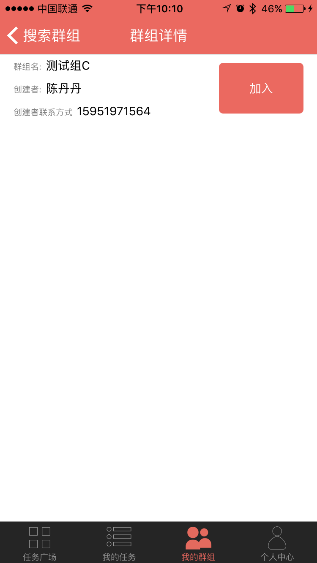 中国联通 下午10:10 46%
搜索群组 群组详情
群组名: 测试组C
加入
创建者: 陈丹丹
创建者联系方式 15951971564
任务广场 我的任务 我的群组 个人中心